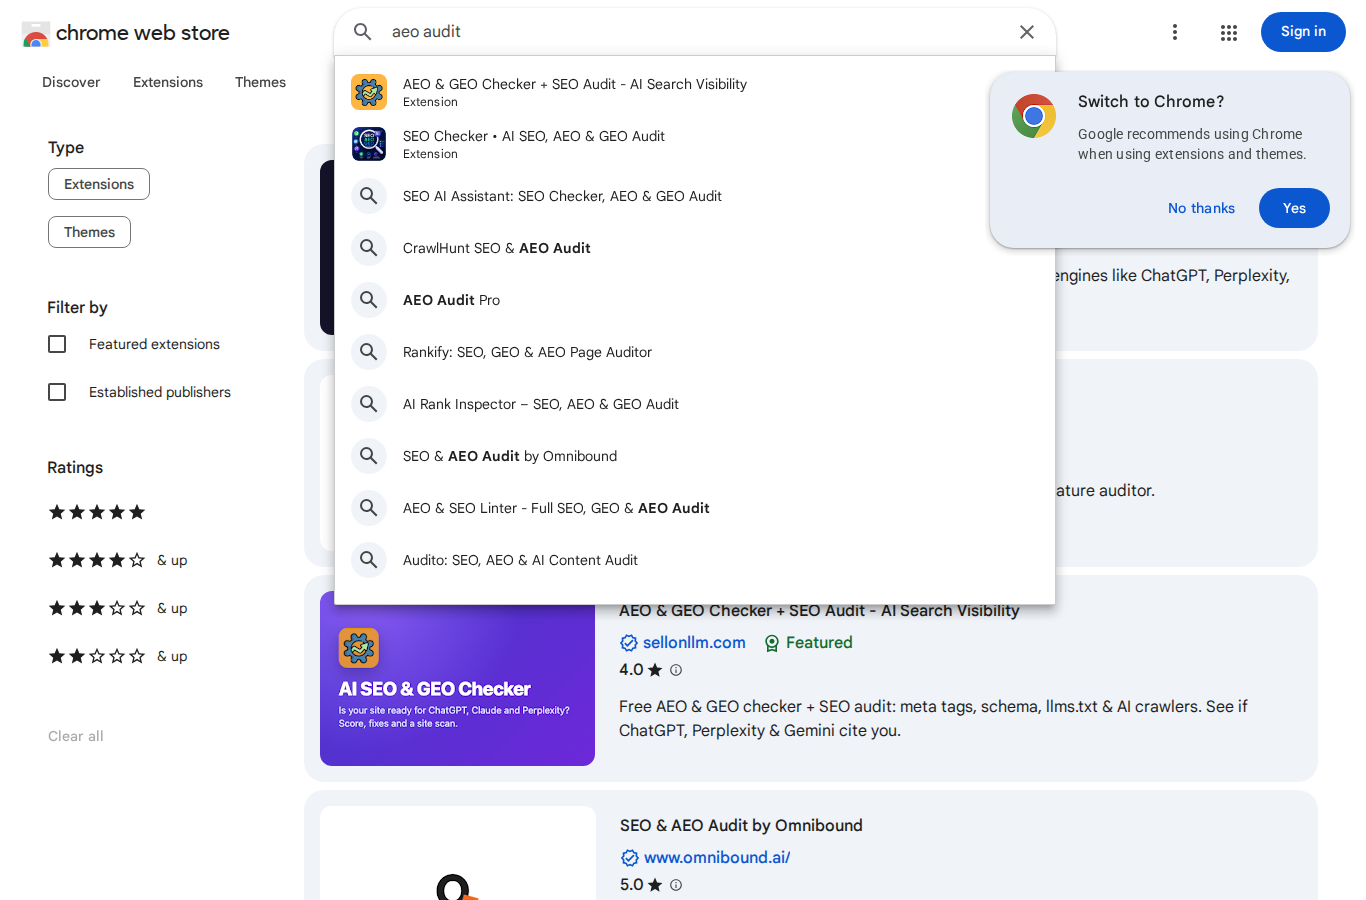 chrome web store
aeo audit
Sign in
Discover
Extensions
Themes
AEO & GEO Checker + SEO Audit - AI Search Visibility
Extension
SEO Checker • AI SEO, AEO & GEO Audit
Extension
SEO AI Assistant: SEO Checker, AEO & GEO Audit
CrawlHunt SEO & AEO Audit
AEO Audit Pro
Rankify: SEO, GEO & AEO Page Auditor
AI Rank Inspector – SEO, AEO & GEO Audit
SEO & AEO Audit by Omnibound
AEO & SEO Linter - Full SEO, GEO & AEO Audit
Audito: SEO, AEO & AI Content Audit
Switch to Chrome?
Google recommends using Chrome
when using extensions and themes.
No thanks
Yes
Type
Extensions
Themes
Filter by
Featured extensions
Established publishers
Ratings
& up
& up
& up
Clear all
engines like ChatGPT, Perplexity,
ature auditor.
AI SEO & GEO Checker
Is your site ready for ChatGPT, Claude and Perplexity?
Score, fixes and a site scan.
AEO & GEO Checker + SEO Audit - AI Search Visibility
sellonllm.com
Featured
4.0
Free AEO & GEO checker + SEO audit: meta tags, schema, llms.txt & AI crawlers. See if
ChatGPT, Perplexity & Gemini cite you.
SEO & AEO Audit by Omnibound
www.omnibound.ai/
5.0